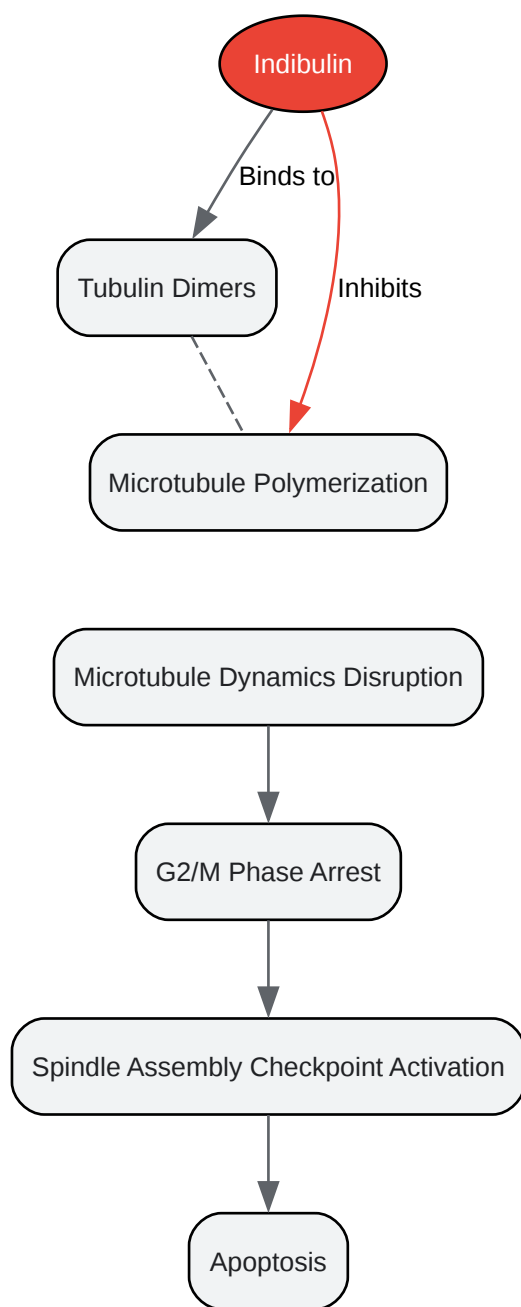 Indibulin
Binds to
Tubulin Dimers
Inhibits
Microtubule Polymerization
Microtubule Dynamics Disruption
G2/M Phase Arrest
Spindle Assembly Checkpoint Activation
Apoptosis